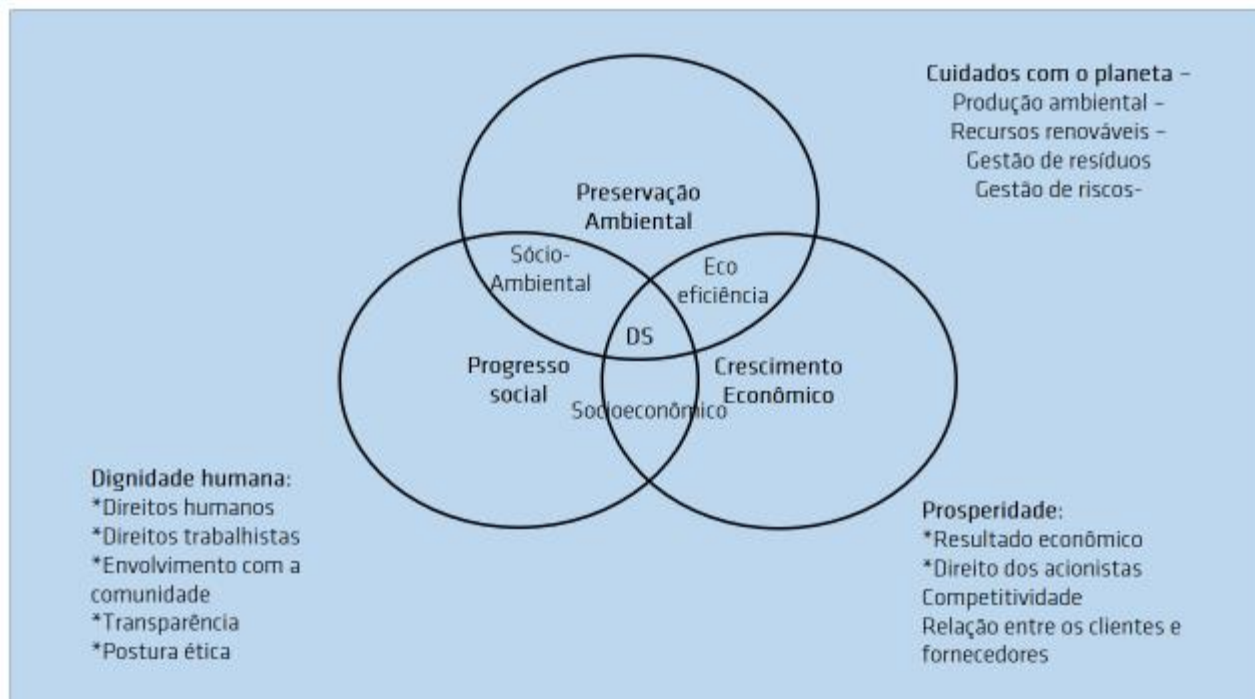 Cuidados com o planeta –
Produção ambiental –
Recursos renováveis –
Gestão de resíduos
Gestão de riscos-
Preservação
Ambiental
Sócio-
Ambiental
Eco
eficiência
DS
Progresso
social
Crescimento
Econômico
Socioeconômico
Dignidade humana:
*Direitos humanos
*Direitos trabalhistas
*Envolvimento com a
comunidade
*Transparência
*Postura ética
Prosperidade:
*Resultado econômico
*Direito dos acionistas
Competitividade
Relação entre os clientes e
fornecedores